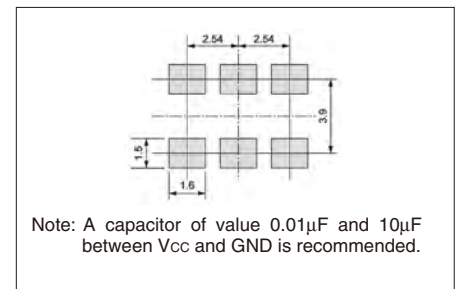 2.54 2.54
3.9
1.5
1.6
Note: A capacitor of value 0.01μF and 10μF
between VCC and GND is recommended.